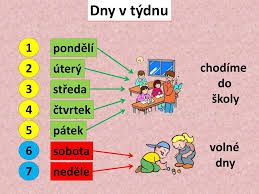 Dny v týdnu
1 pondělí
2 úterý
3 středa
4 čtvrtek
5 pátek
6 sobota
7 neděle
chodíme
do
školy
volné
dny